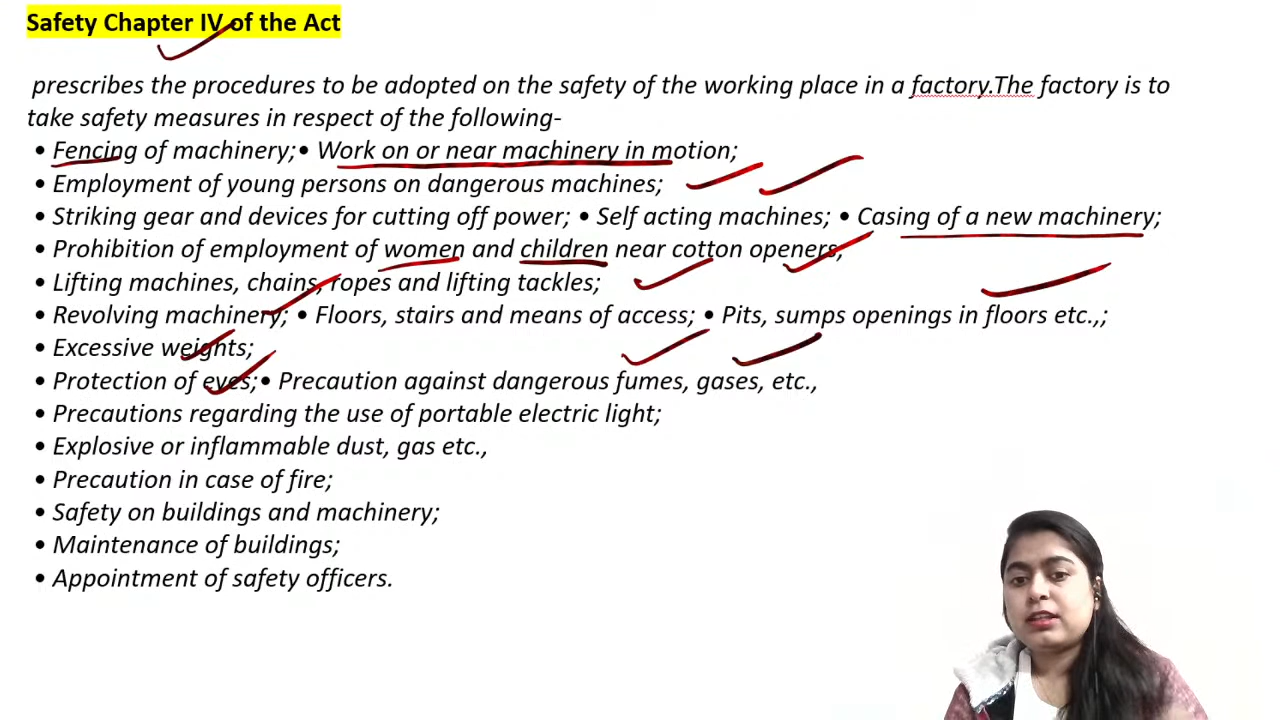 Safety Chapter IV of the Act
prescribes the procedures to be adopted on the safety of the working place in a factory.The factory is to
take safety measures in respect of the following-
• Fencing of machinery;• Work on or near machinery in motion;
• Employment of young persons on dangerous machines;
• Striking gear and devices for cutting off power; • Self acting machines; • Casing of a new machinery;
• Prohibition of employment of women and children near cotton openers;
• Lifting machines, chains, ropes and lifting tackles;
• Revolving machinery; • Floors, stairs and means of access; • Pits, sumps openings in floors etc.,;
• Excessive weights;
• Protection of eyes;• Precaution against dangerous fumes, gases, etc.,
• Precautions regarding the use of portable electric light;
• Explosive or inflammable dust, gas etc.,
• Precaution in case of fire;
• Safety on buildings and machinery;
• Maintenance of buildings;
• Appointment of safety officers.